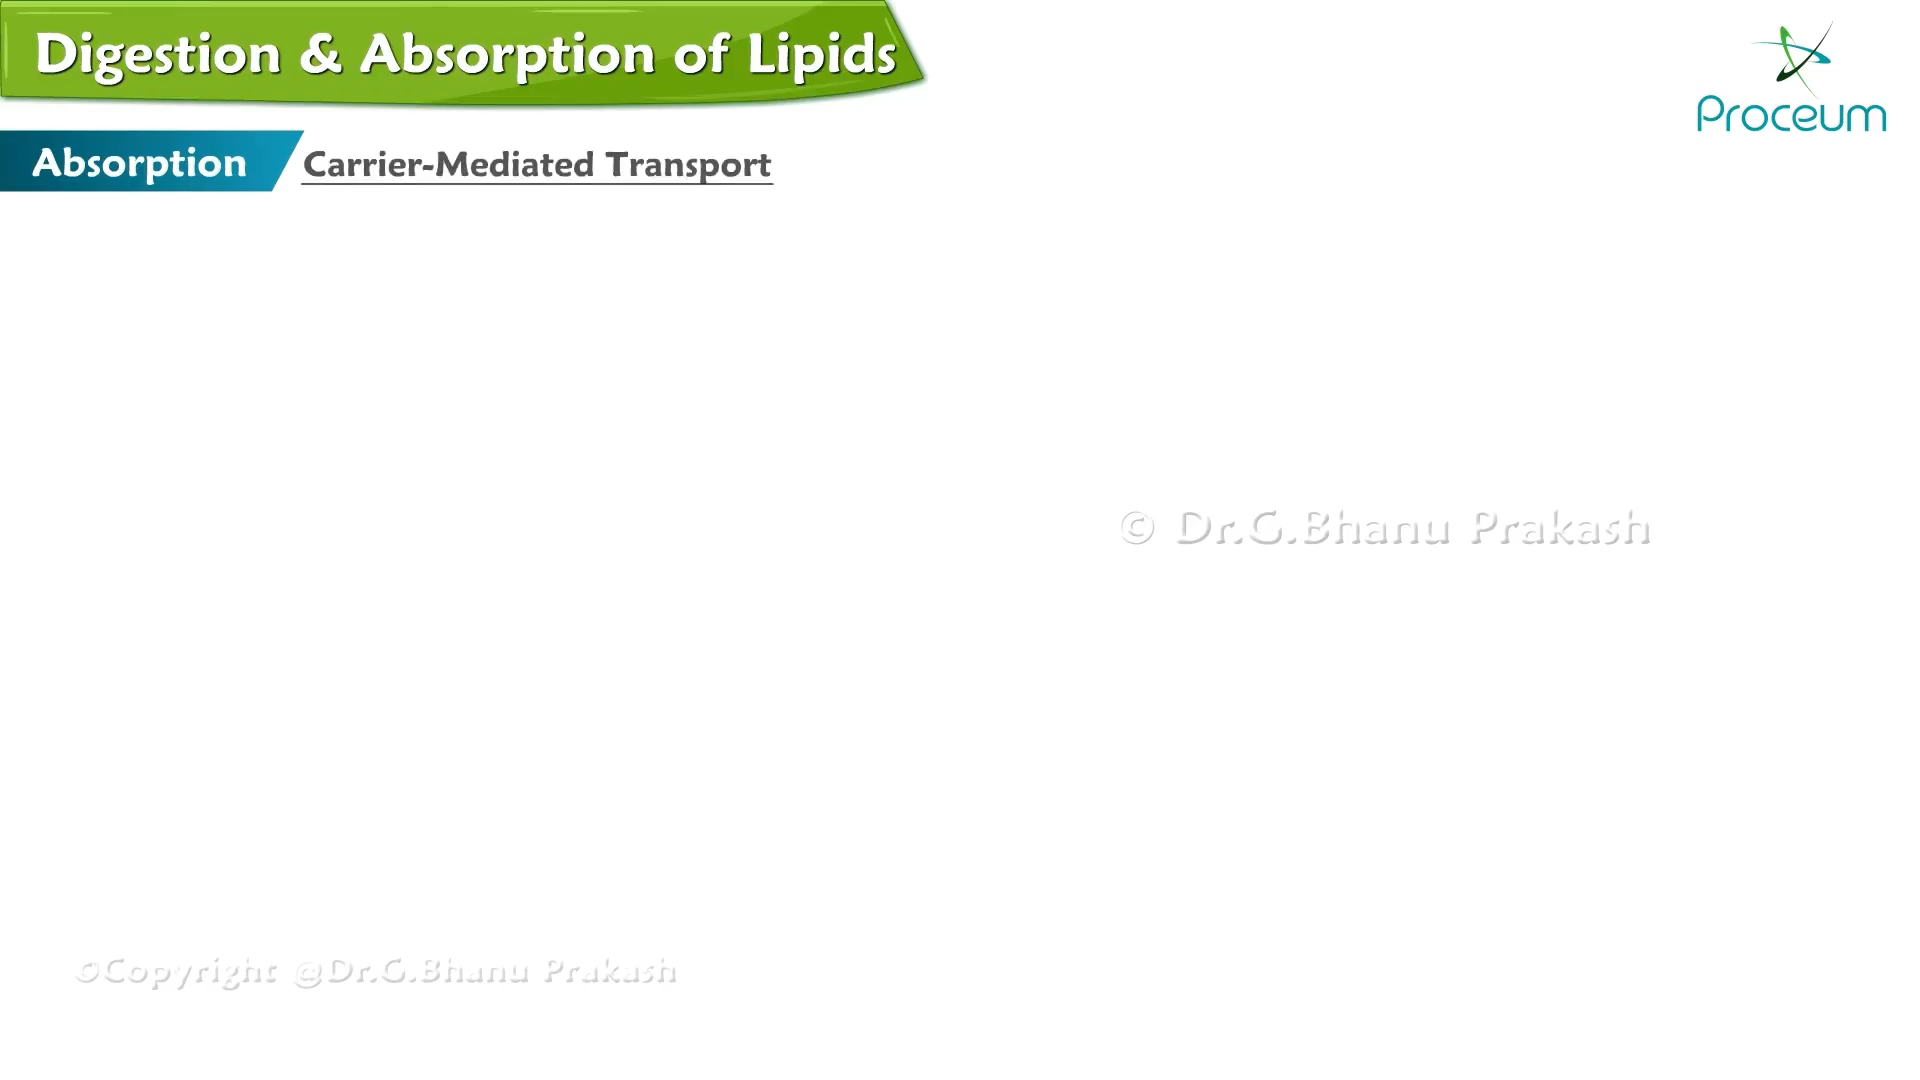 Digestion & Absorption of Lipids
Proceum
Absorption
Carrier-Mediated Transport
© Dr.G.Bhanu Prakash
©Copyright @Dr.G.Bhanu Prakash